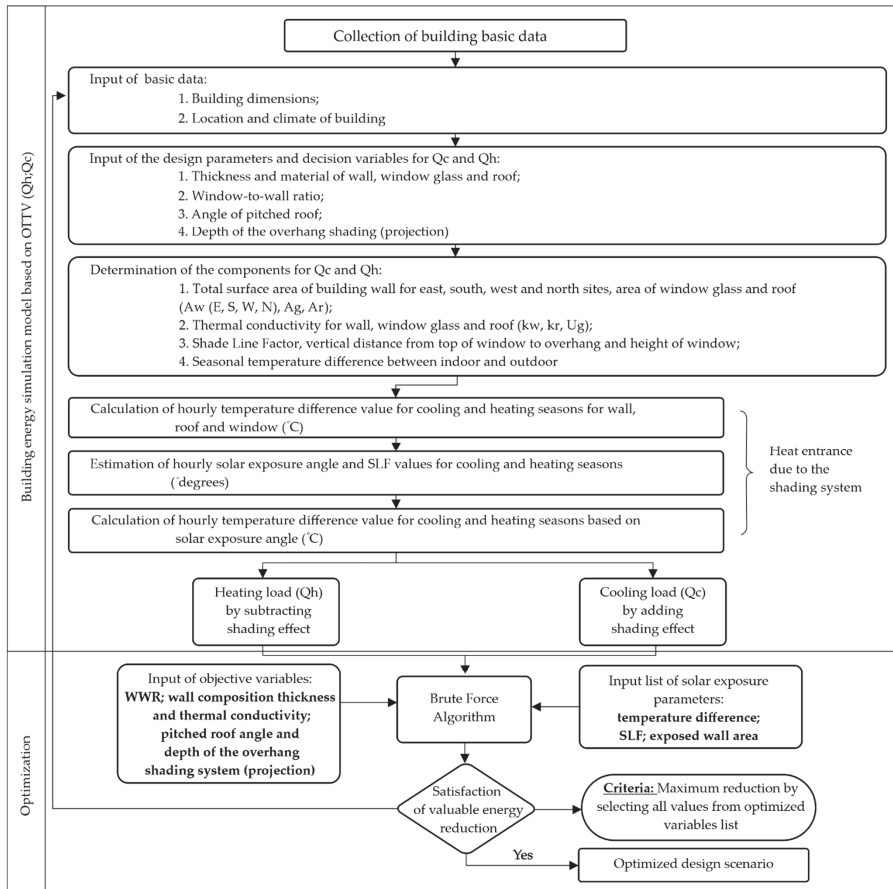 Collection of building basic data
Building energy simulation model based on OTTV (Qh;Qc)
Input of basic data:
1. Building dimensions;
2. Location and climate of building
Input of the design parameters and decision variables for Qc and Qh:
1. Thickness and material of wall, window glass and roof;
2. Window-to-wall ratio;
3. Angle of pitched roof;
4. Depth of the overhang shading (projection)
Determination of the components for Qc and Qh:
1. Total surface area of building wall for east, south, west and north sites, area of window glass and roof
(Aw (E, S, W, N), Ag, Ar);
2. Thermal conductivity for wall, window glass and roof (kw, kr, Ug);
3. Shade Line Factor, vertical distance from top of window to overhang and height of window;
4. Seasonal temperature difference between indoor and outdoor
Calculation of hourly temperature difference value for cooling and heating seasons for wall,
roof and window (°C)
Estimation of hourly solar exposure angle and SLF values for cooling and heating seasons
(°degrees)
Calculation of hourly temperature difference value for cooling and heating seasons based on
solar exposure angle (°C)
Heat entrance
due to the
shading system
Heating load (Qh)
by subtracting
shading effect
Cooling load (Qc)
by adding
shading effect
Optimization
Input of objective variables:
WWR; wall composition thickness
and thermal conductivity;
pitched roof angle and
depth of the overhang
shading system (projection)
Brute Force
Algorithm
Input list of solar exposure
parameters:
temperature difference;
SLF; exposed wall area
Satisfaction
of valuable energy
reduction
Criteria: Maximum reduction by
selecting all values from optimized
variables list
Yes
Optimized design scenario